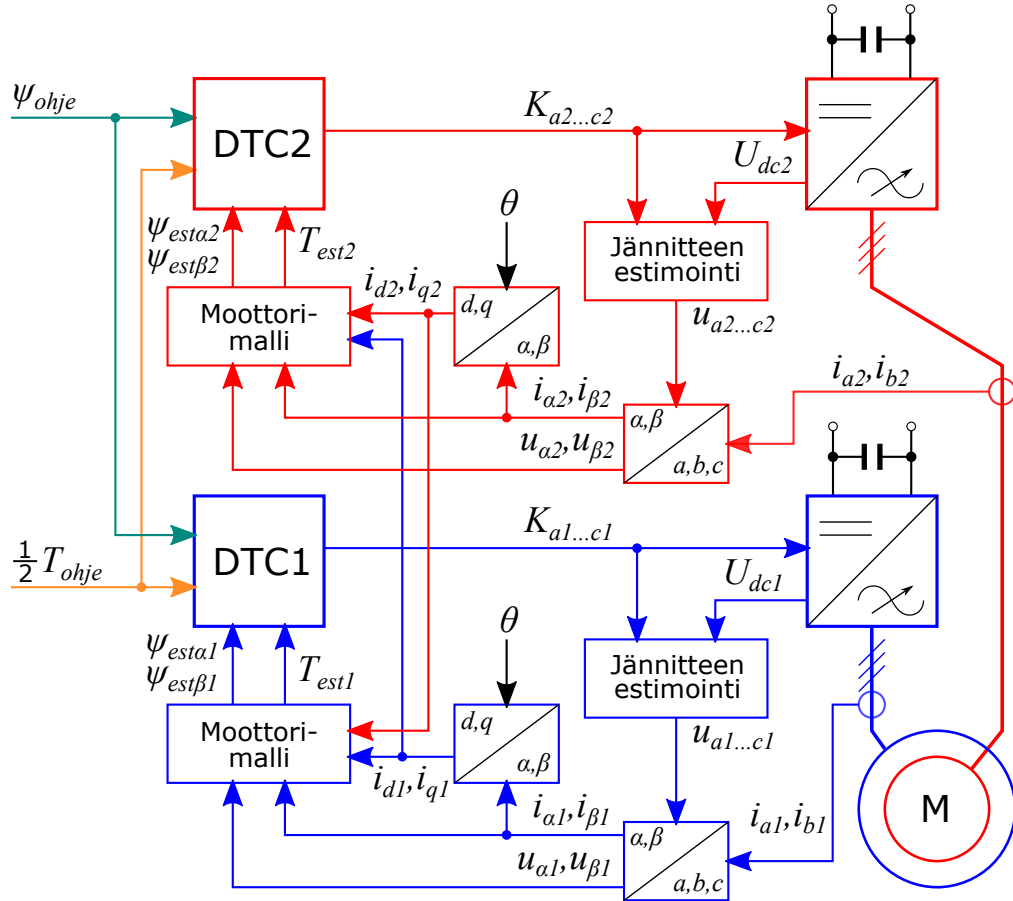 ψohje
DTC2
Ka2...c2
Udc2
ψestα2
ψestβ2
Test2
θ
Jännitteen
estimointi
id2,iq2
Moottori-
malli
d,q
α,β
ua2...c2
iα2,iβ2
α,β
a,b,c
ia2,ib2
uα2,uβ2
½ Tohje
DTC1
Ka1...c1
Udc1
ψestα1
ψestβ1
Test1
θ
Jännitteen
estimointi
Moottori-
malli
d,q
α,β
ua1...c1
id1,iq1
iα1,iβ1
α,β
a,b,c
ia1,ib1
M
uα1,uβ1